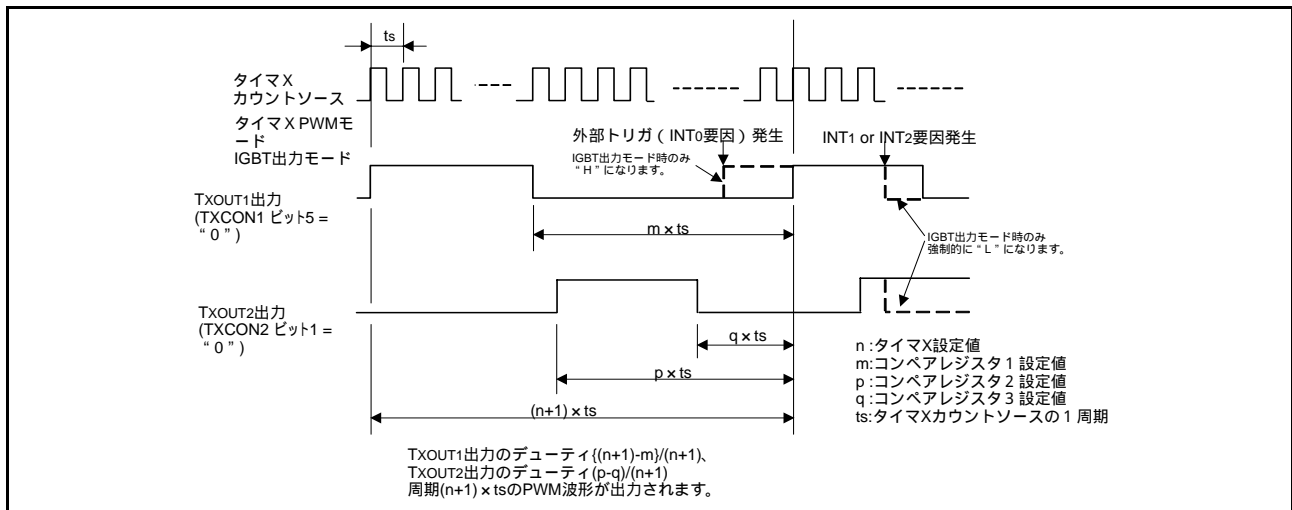 ts
タイマX
カウントソース
タイマX PWMモ
ード
IGBT出力モード
外部トリガ（INT0要因）発生
INT1 or INT2要因発生
IGBT出力モード時のみ
“H”になります。
TXOUT1出力
(TXCON1 ビット5 =
“0”)
m×ts
IGBT出力モード時のみ
強制的に“L”になります。
TXOUT2出力
(TXCON2 ビット1 =
“0”)
q×ts
p×ts
(n+1)×ts
n :タイマX設定値
m:コンペアレジスタ1 設定値
p :コンペアレジスタ2 設定値
q :コンペアレジスタ3 設定値
ts:タイマXカウントソースの1 周期
TXOUT1出力のデューティ{(n+1)-m}/(n+1)、
TXOUT2出力のデューティ(p-q)/(n+1)
周期(n+1)×tsのPWM波形が出力されます。